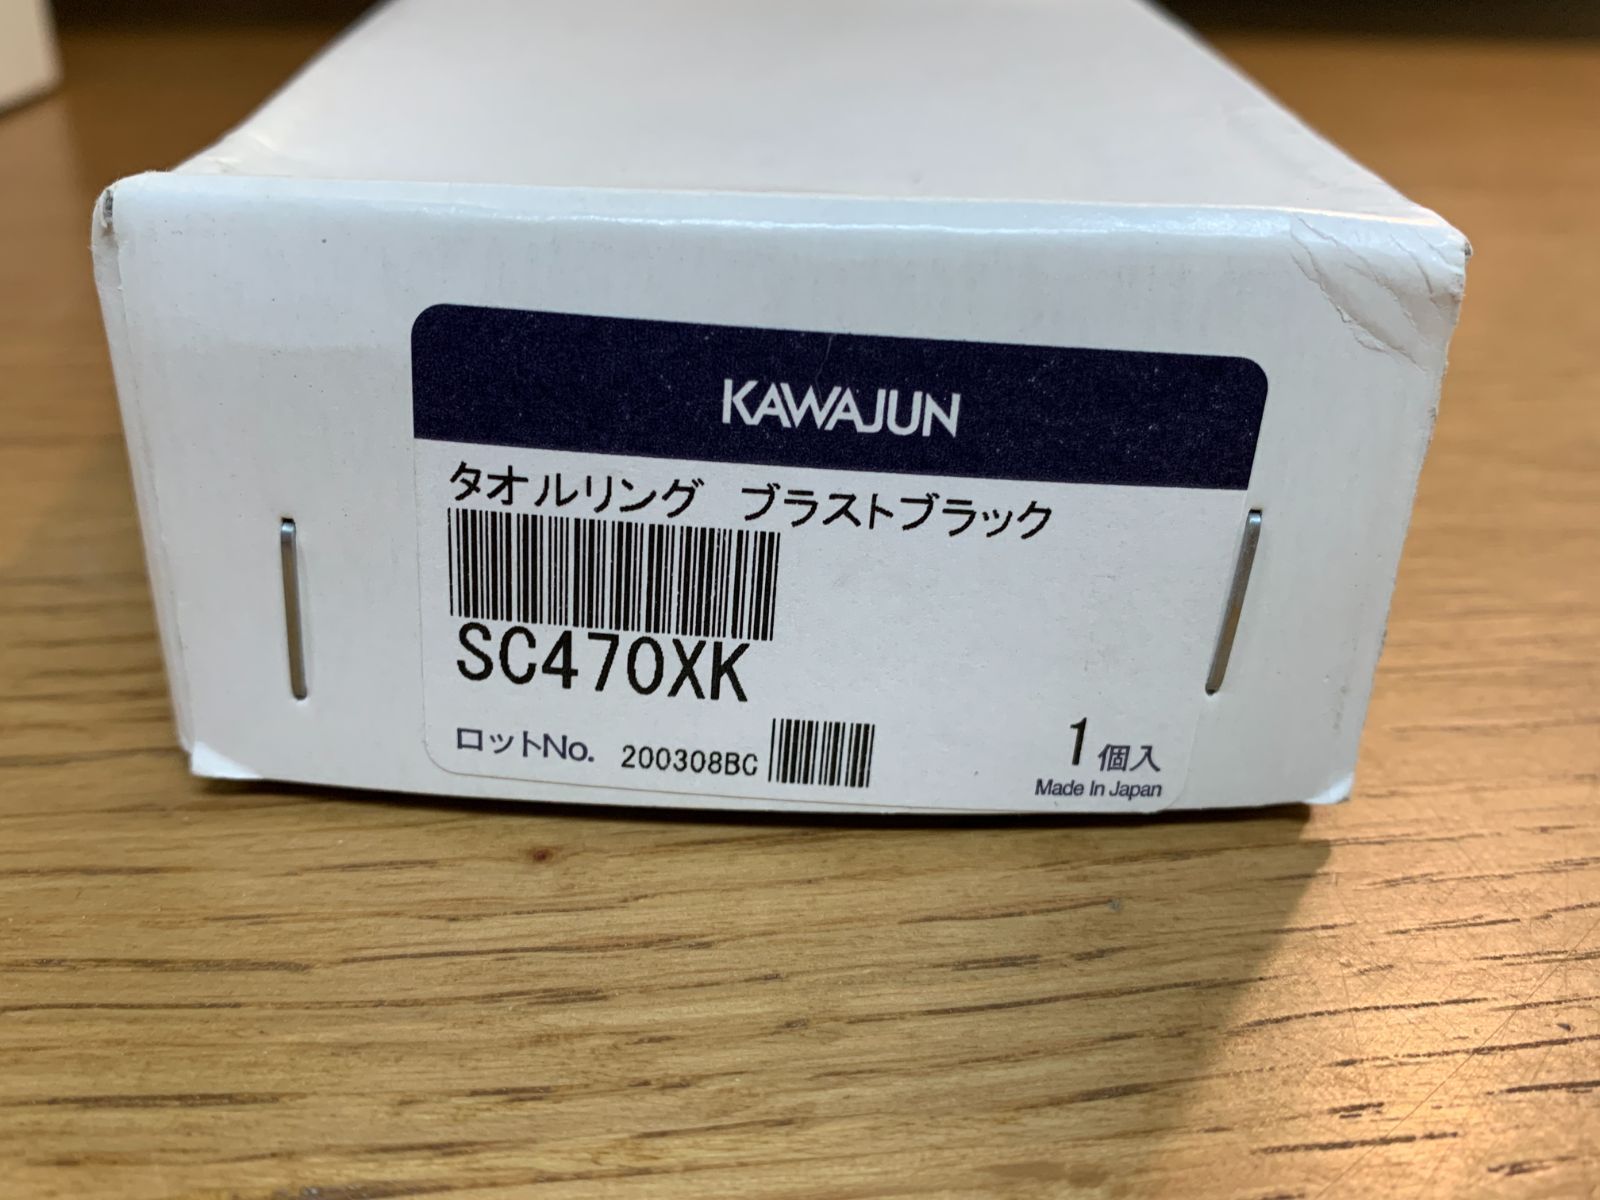 KAWAJUN
タオルリング　ブラストブラック
SC470XK
ロットNo. 200308BC
1 個入
Made In Japan